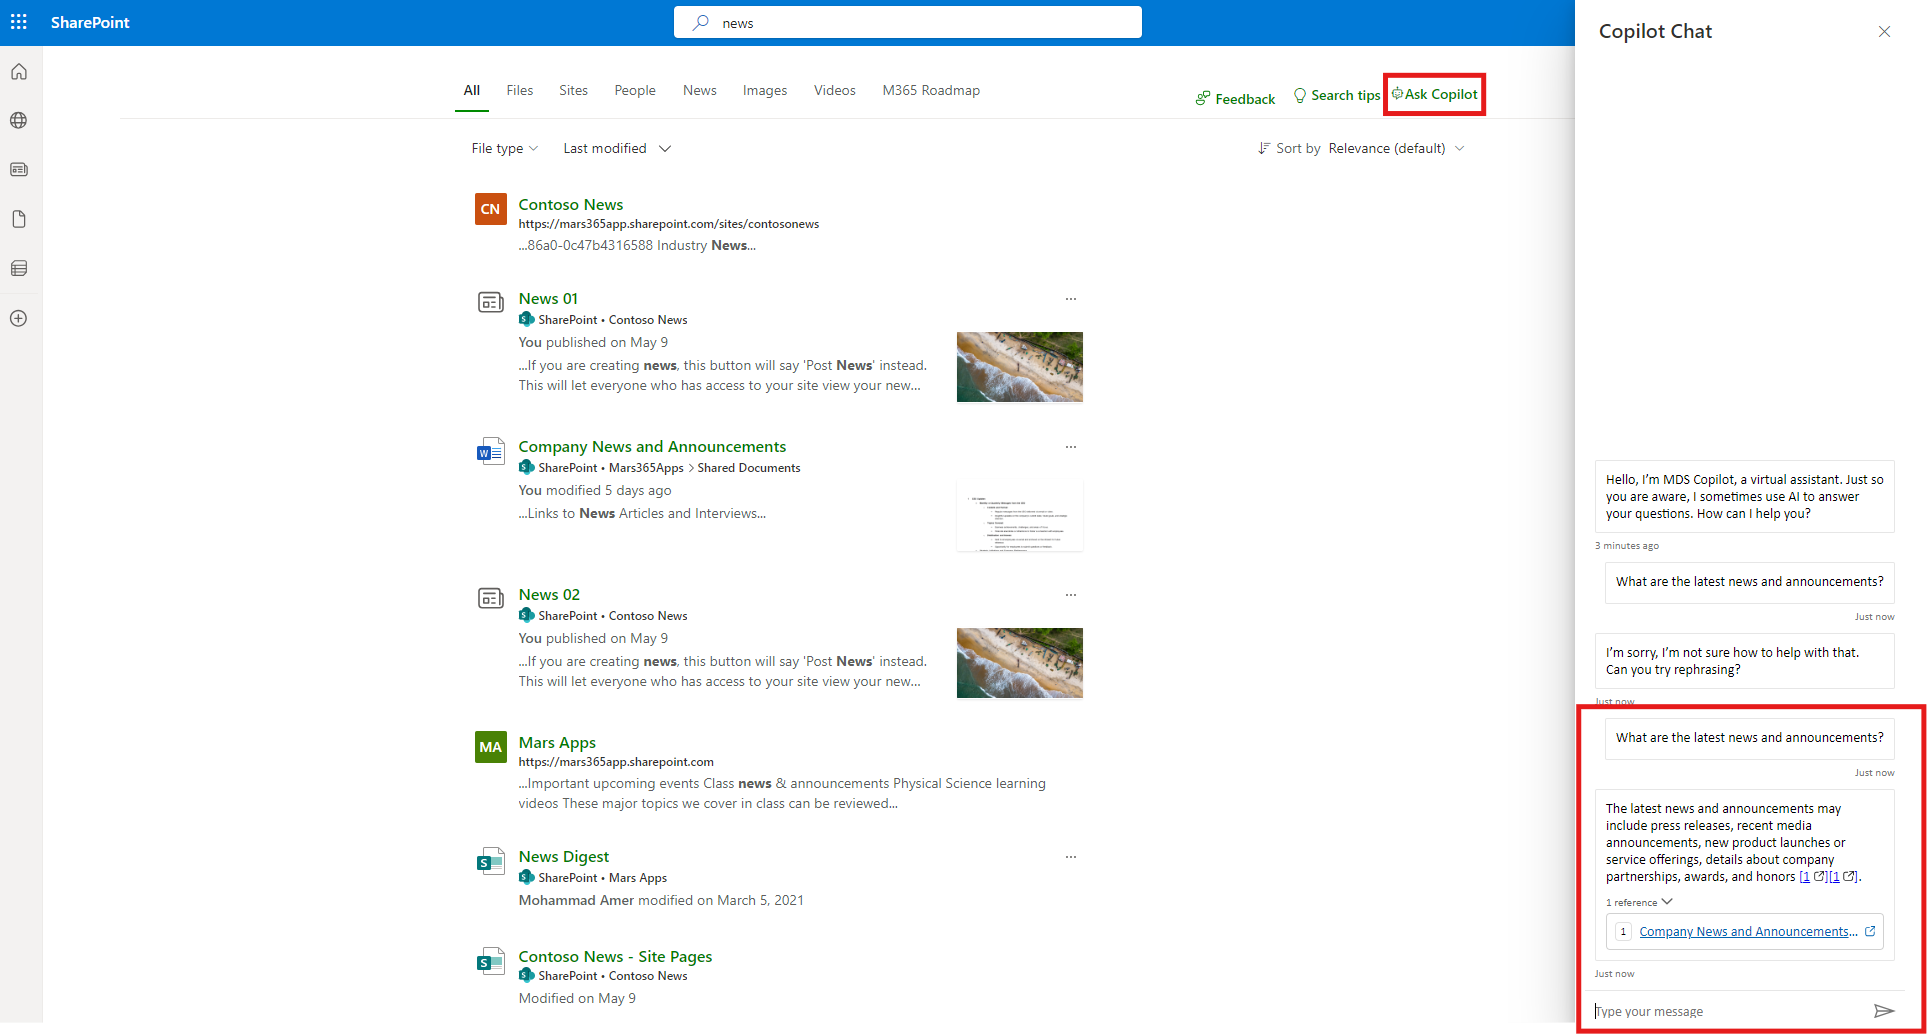 SharePoint
news
All Files Sites People News Images Videos M365 Roadmap
Feedback Search tips Ask Copilot
File type Last modified
Sort by Relevance (default)
CN
Contoso News
https://mars365app.sharepoint.com/sites/contosonews
...86a0-0c47b4316588 Industry News...
News 01
SharePoint • Contoso News
You published on May 9
...If you are creating news, this button will say 'Post News' instead.
This will let everyone who has access to your site view your new...
Company News and Announcements
SharePoint • Mars365Apps > Shared Documents
You modified 5 days ago
...Links to News Articles and Interviews...
News 02
SharePoint • Contoso News
You published on May 9
...If you are creating news, this button will say 'Post News' instead.
This will let everyone who has access to your site view your new...
MA
Mars Apps
https://mars365app.sharepoint.com
...Important upcoming events Class news & announcements Physical Science learning
videos These major topics we cover in class can be reviewed...
News Digest
SharePoint • Mars Apps
Mohammad Amer modified on March 5, 2021
Contoso News - Site Pages
SharePoint • Contoso News
Modified on May 9
Copilot Chat
Hello, I'm MDS Copilot, a virtual assistant. Just so
you are aware, I sometimes use AI to answer
your questions. How can I help you?
3 minutes ago
What are the latest news and announcements?
Just now
I'm sorry, I'm not sure how to help with that.
Can you try rephrasing?
Just now
What are the latest news and announcements?
Just now
The latest news and announcements may
include press releases, recent media
announcements, new product launches or
service offerings, details about company
partnerships, awards, and honors [1][1].
1 reference
1 Company News and Announcements...
Just now
Type your message